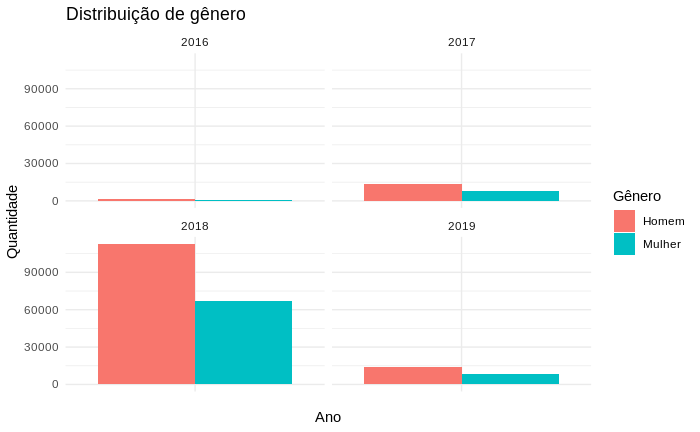 Distribuição de gênero
2016
2017
90000
60000
30000
0
2018
2019
90000
60000
30000
0
Quantidade
Ano
Gênero
Homem
Mulher